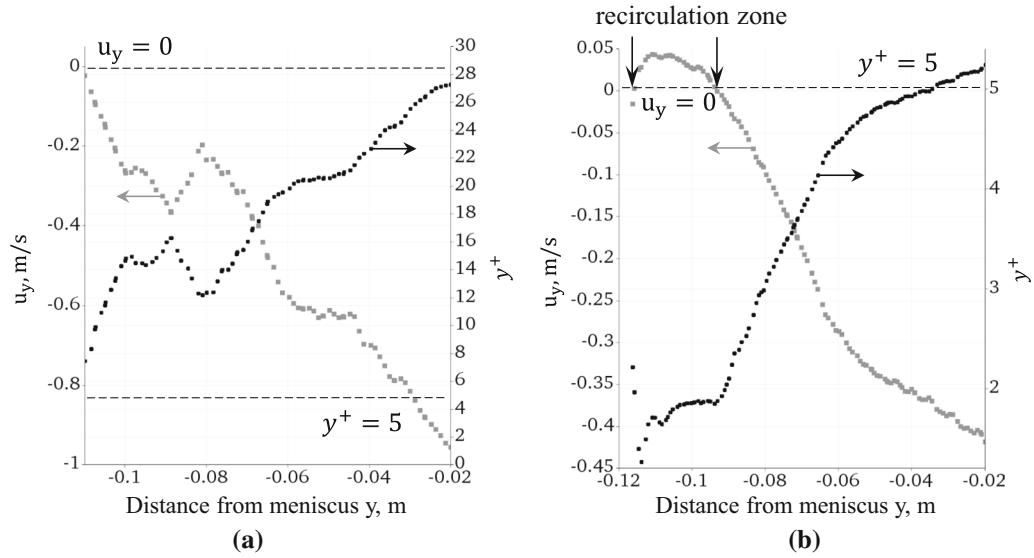 recirculation zone
u_y = 0
0
-0.2
-0.4
-0.6
-0.8
-1
u_y, m/s
30
28
26
24
22
20
18
16
14
12
10
8
6
4
2
0
y^+
y^+ = 5
-0.1 -0.08 -0.06 -0.04 -0.02
Distance from meniscus y, m
(a)
0.05
0
-0.05
-0.1
-0.15
-0.2
-0.25
-0.3
-0.35
-0.4
-0.45
u_y, m/s
y^+ = 5
u_y = 0
5
4
3
2
y^+
-0.12 -0.1 -0.08 -0.06 -0.04 -0.02
Distance from meniscus y, m
(b)